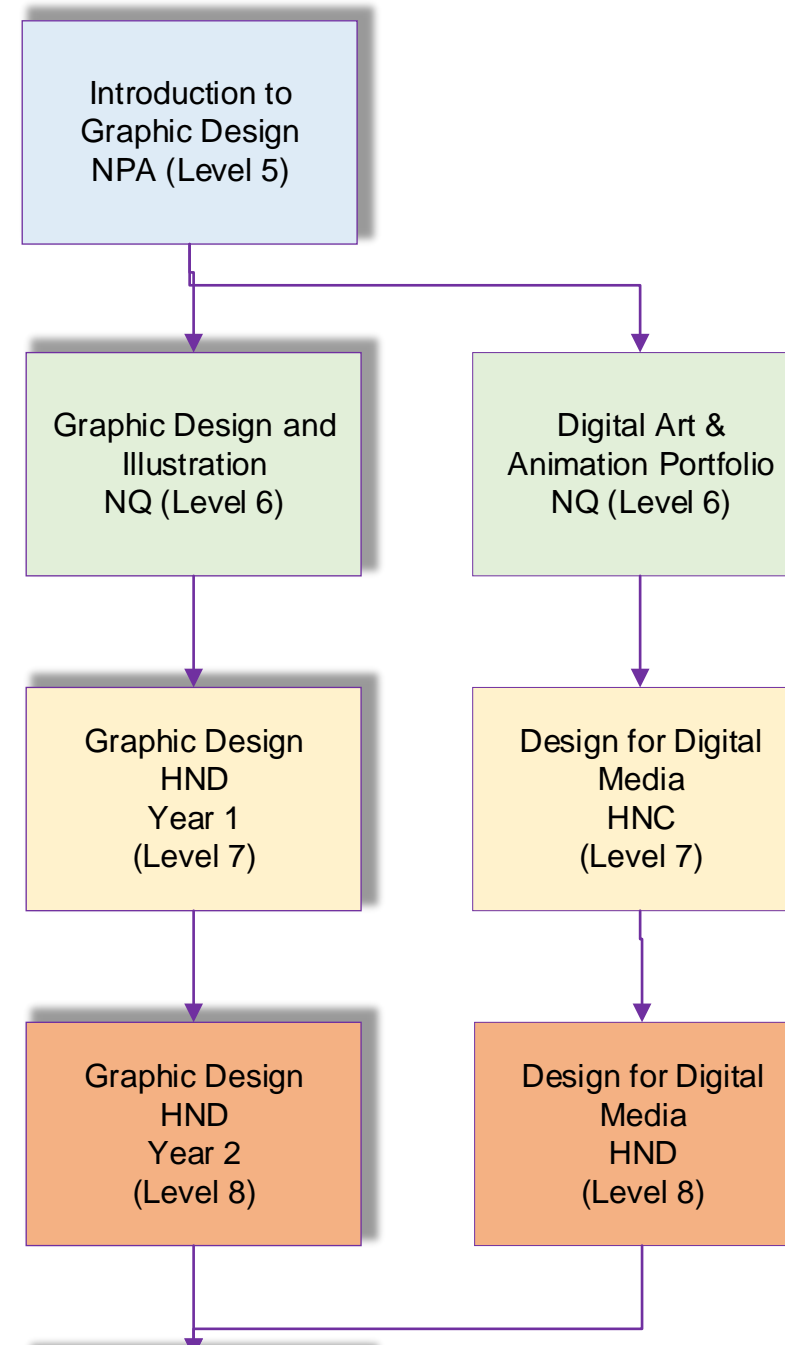 Introduction to
Graphic Design
NPA (Level 5)
Graphic Design and
Illustration
NQ (Level 6)
Digital Art &
Animation Portfolio
NQ (Level 6)
Graphic Design
HND
Year 1
(Level 7)
Design for Digital
Media
HNC
(Level 7)
Graphic Design
HND
Year 2
(Level 8)
Design for Digital
Media
HND
(Level 8)